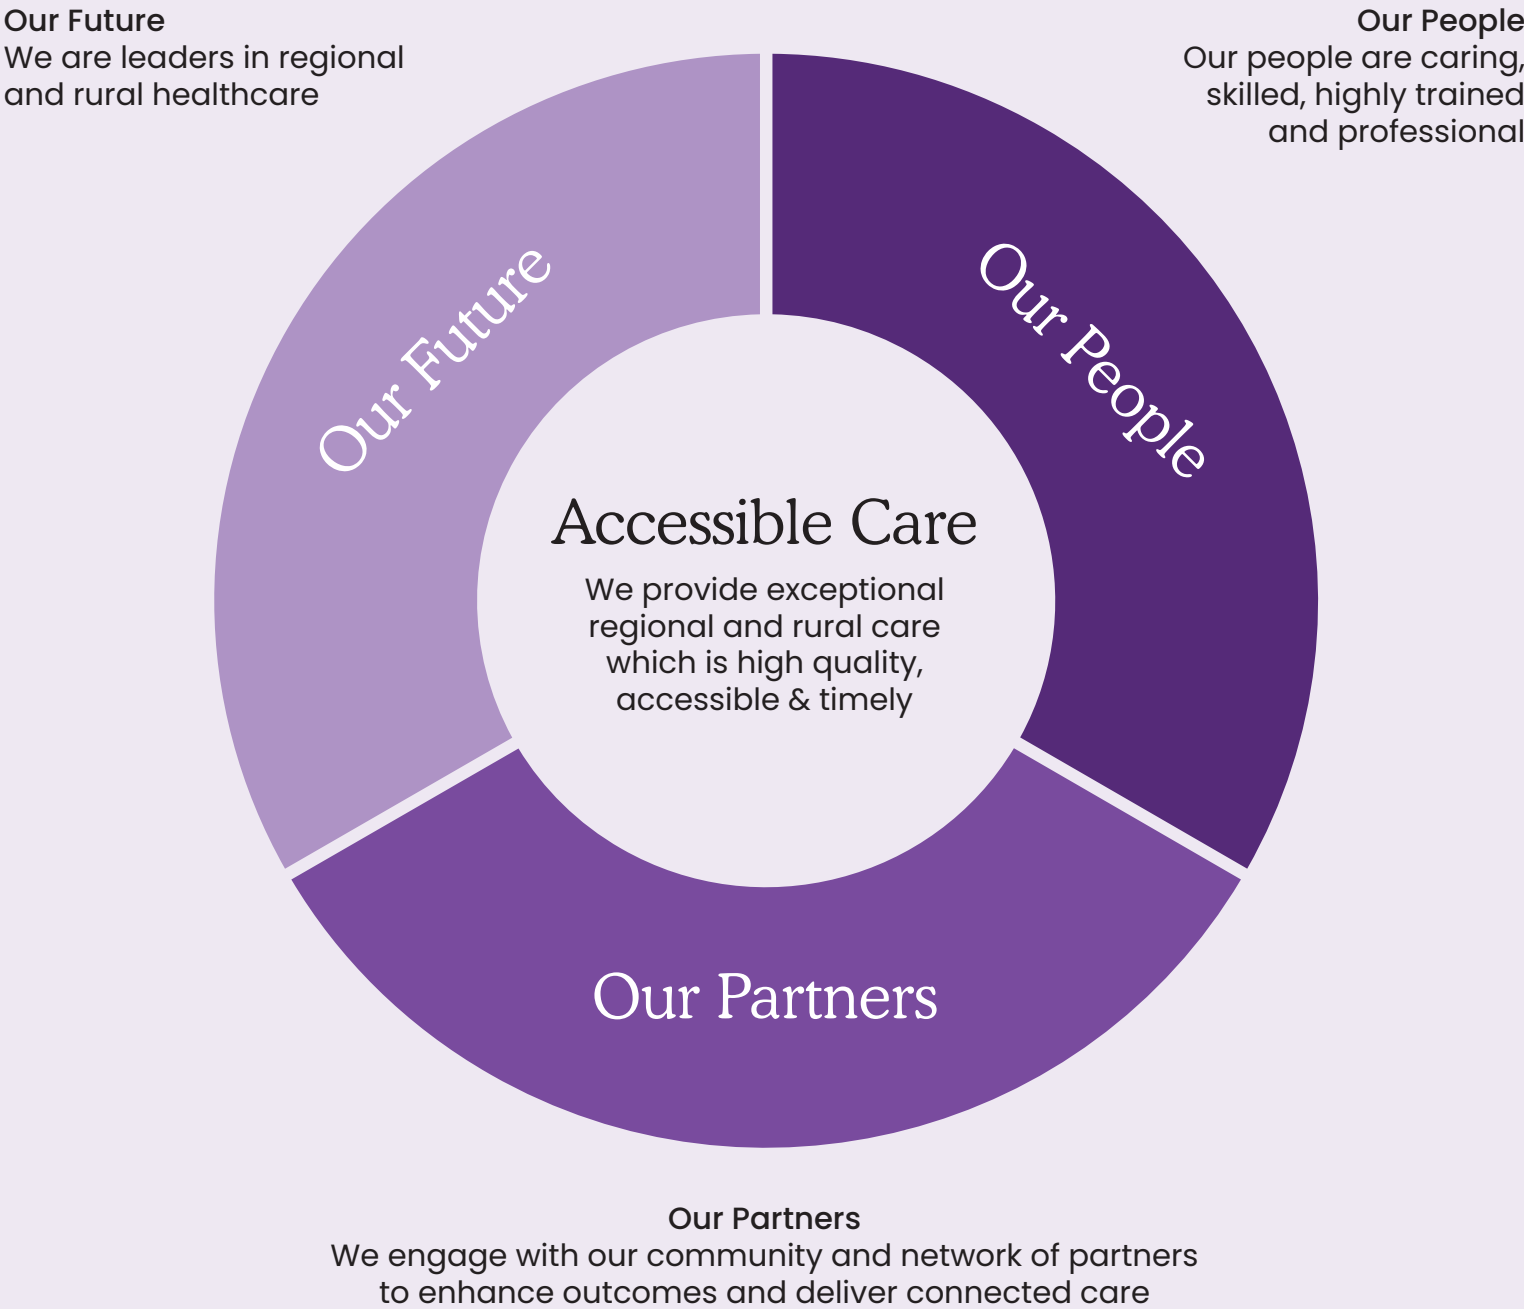 Our Future
We are leaders in regional
and rural healthcare
Our People
Our people are caring,
skilled, highly trained
and professional
Our Future
Our People
Accessible Care
We provide exceptional
regional and rural care
which is high quality,
accessible & timely
Our Partners
Our Partners
We engage with our community and network of partners
to enhance outcomes and deliver connected care